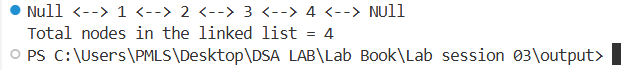 Null <--> 1 <--> 2 <--> 3 <--> 4 <--> NUll
Total nodes in the linked list = 4
PS C:\Users\PMLS\Desktop\DSA LAB\Lab Book\Lab session 03\output>